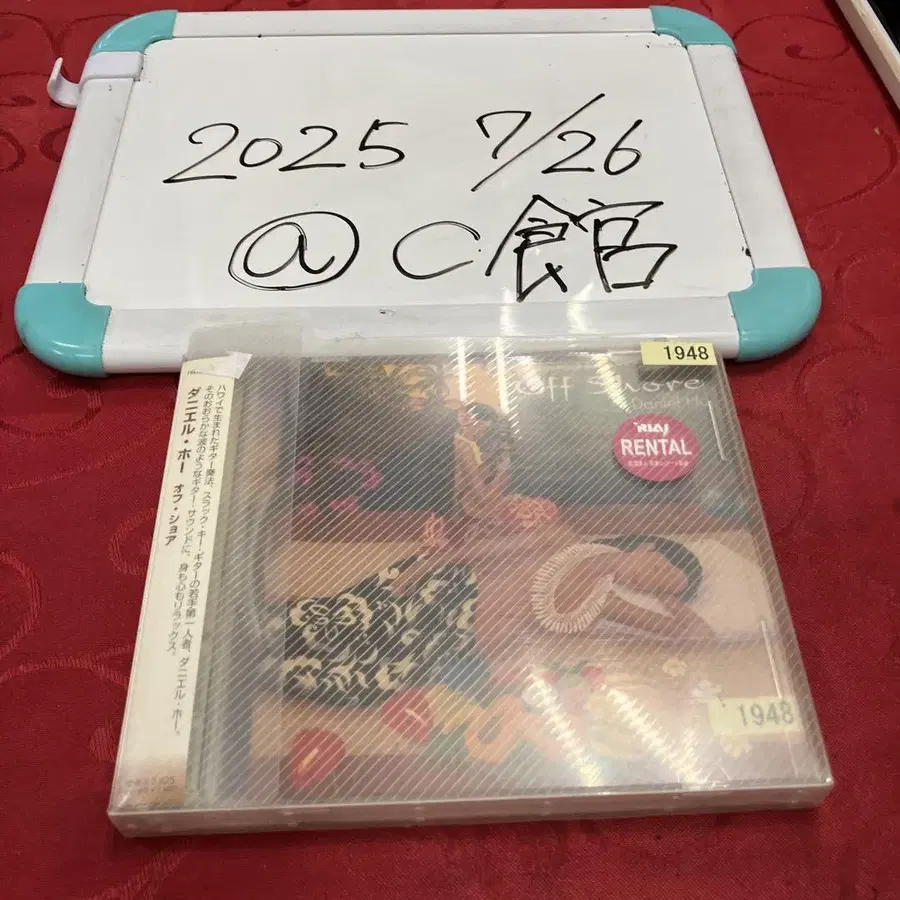 2025 7/26
@ C館
1948
Off Shore
Daniel Ho
RIAJ
RENTAL
ハワイで生まれたギター奏法、スラック・キー・ギターの若手第一人者、ダニエル・ホー。
そのおおらかな波のようなギター・サウンドに、身も心もリラックス。
ダニエル・ホー オフ・ショア
1948